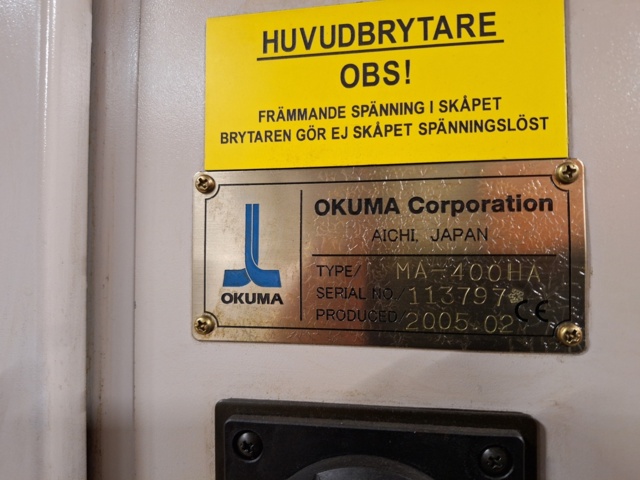 HUVUDBRYTARE
OBS!
FRÄMMANDE SPÄNNING I SKÅPET
BRYTAREN GÖR EJ SKÅPET SPÄNNINGSLÖST
OKUMA
OKUMA Corporation
AICHI, JAPAN
TYPE/ MA-400HA
SERIAL NO./ 113797
PRODUCED 2005.02
CE